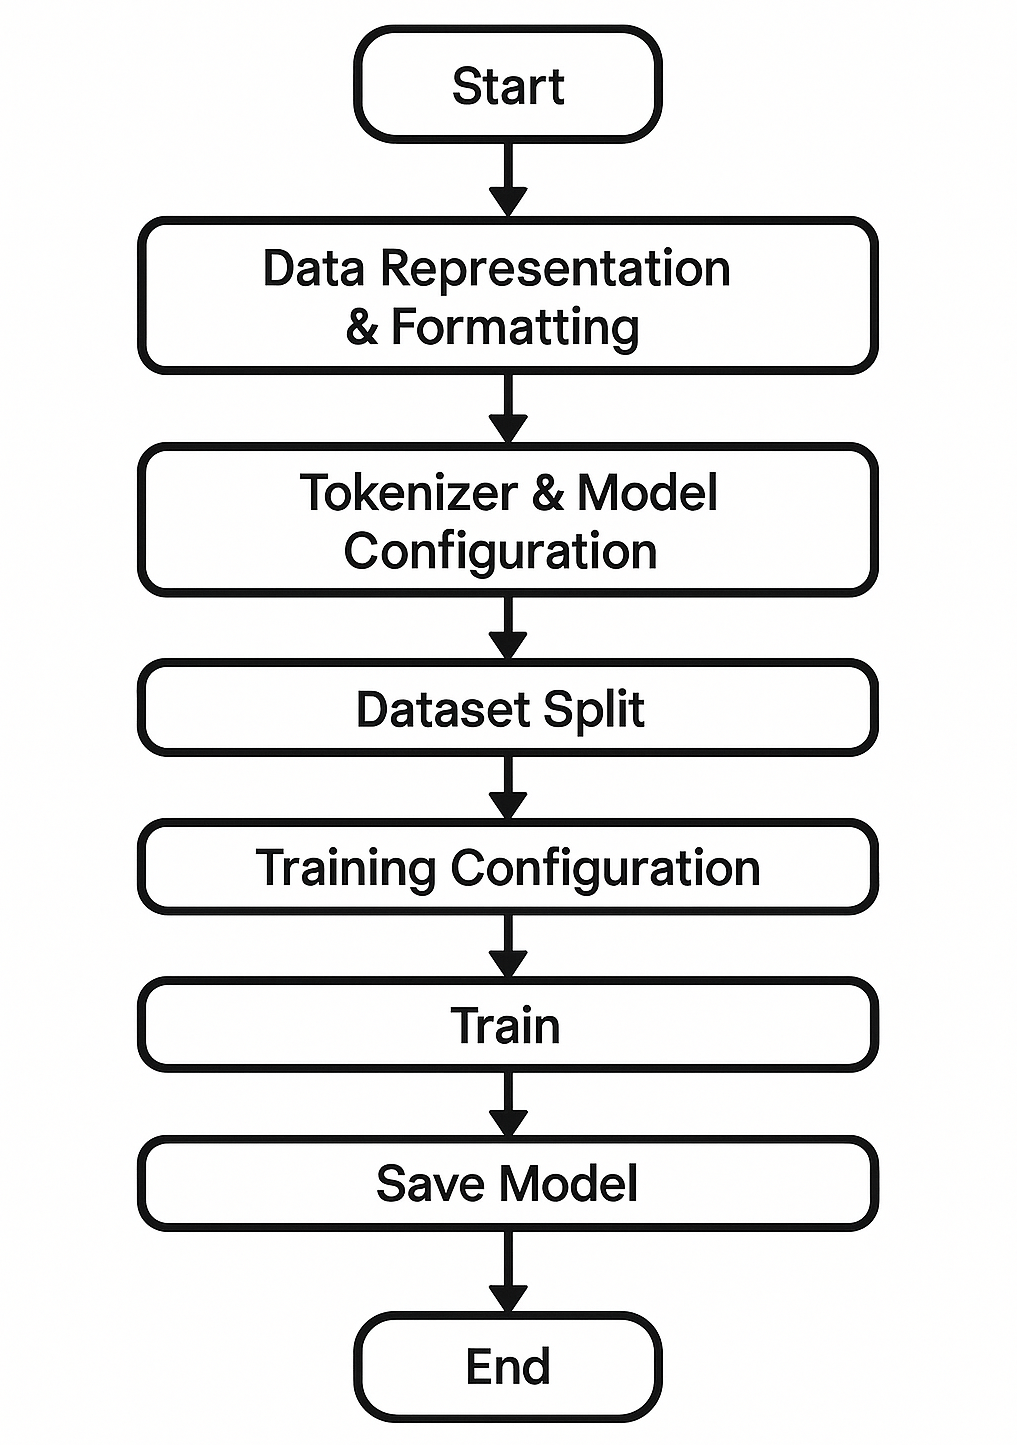 Start
Data Representation
& Formatting
Tokenizer & Model
Configuration
Dataset Split
Training Configuration
Train
Save Model
End